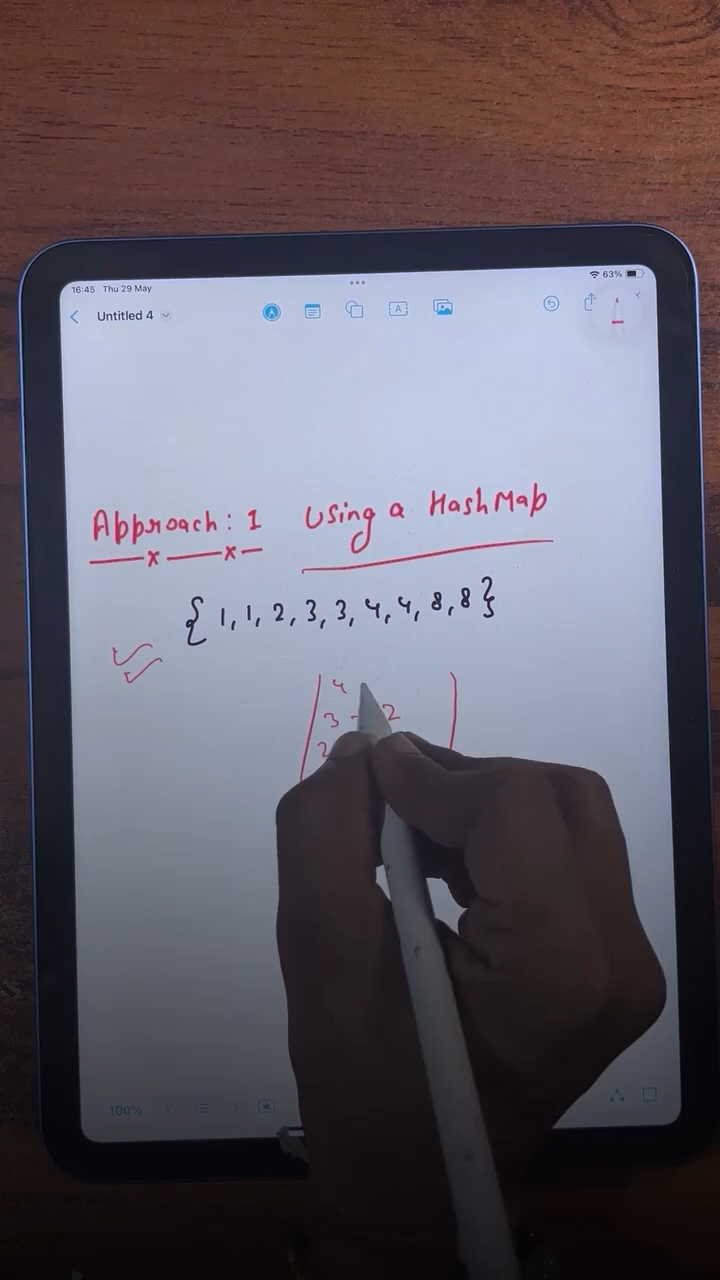 16:45 Thu 29 May
63%
Untitled 4
A
Approach: 1 Using a HashMap
{1, 1, 2, 3, 3, 4, 4, 8, 8}
4
3 - 2
2
100%